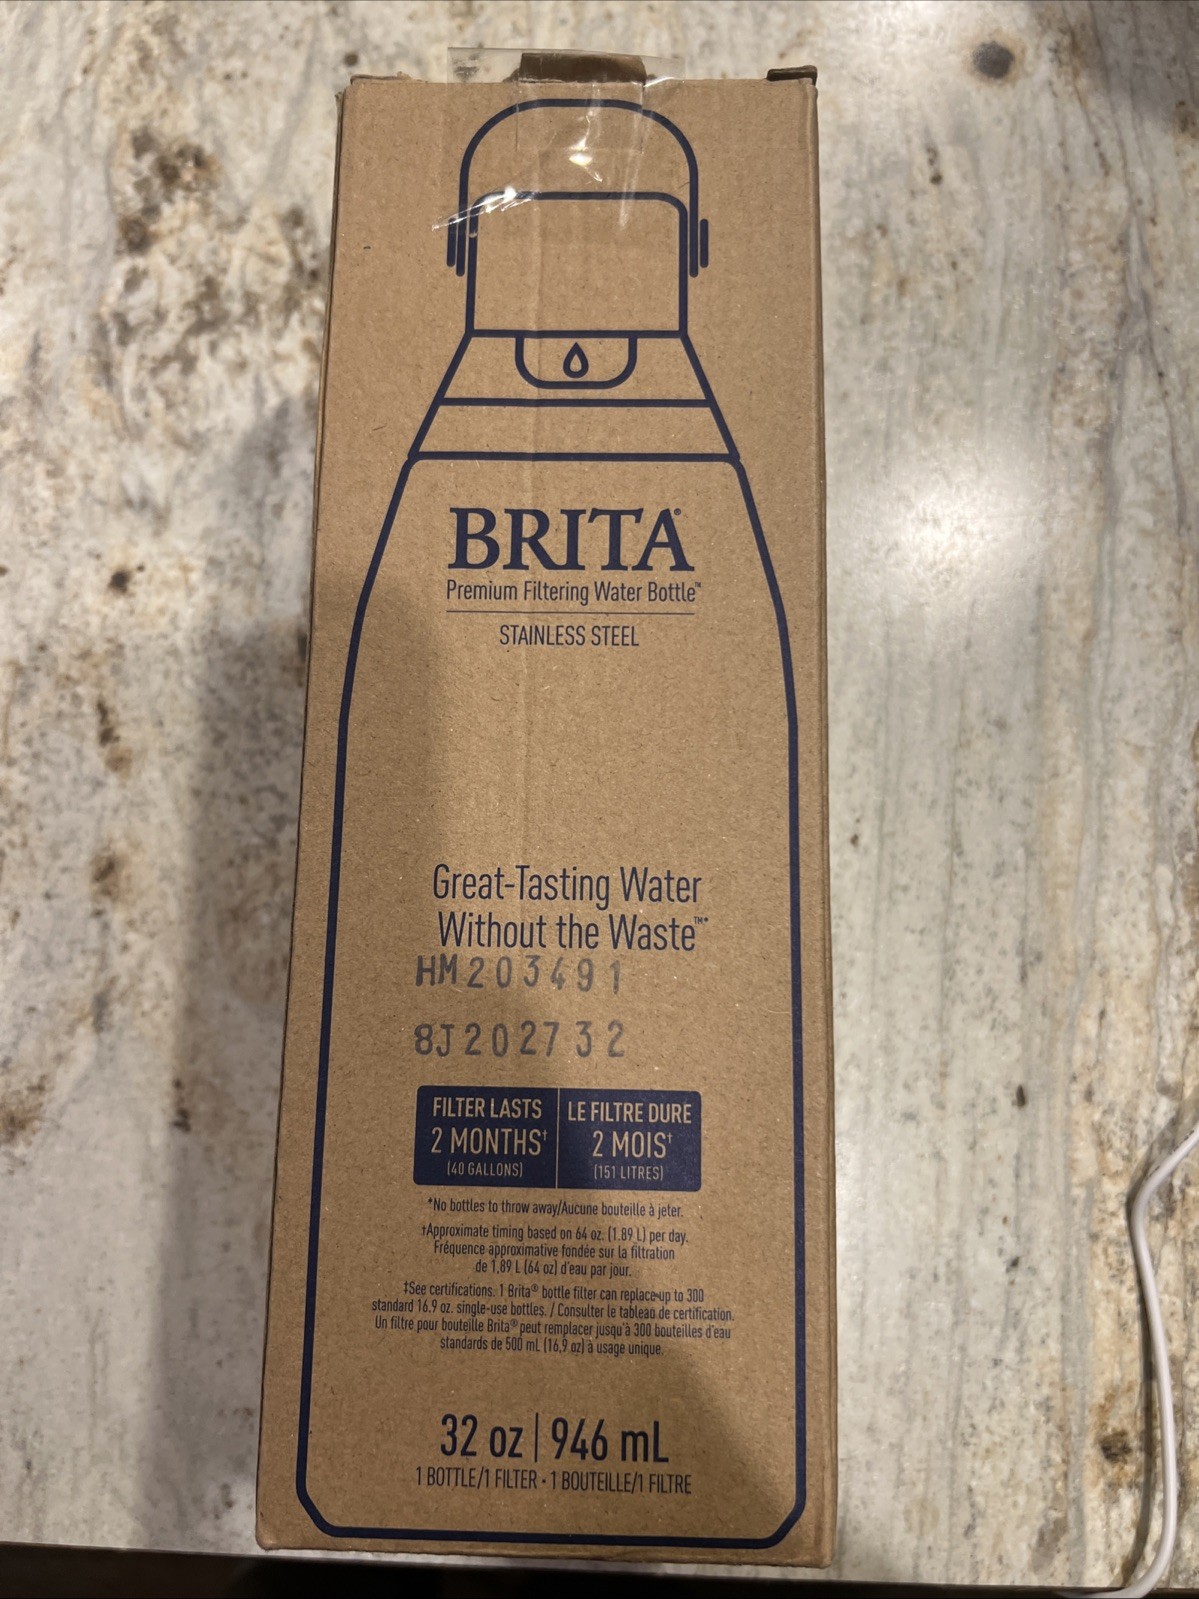 BRITA®
Premium Filtering Water Bottle™
STAINLESS STEEL
Great-Tasting Water
Without the Waste™*
HM203491
8J202732
FILTER LASTS
2 MONTHS†
(40 GALLONS)
LE FILTRE DURE
2 MOIS†
(151 LITRES)
*No bottles to throw away/Aucune bouteille à jeter.
†Approximate timing based on 64 oz. (1.89 L) per day.
Fréquence approximative fondée sur la filtration
de 1,89 L (64 oz) d'eau par jour.
‡See certifications. 1 Brita® bottle filter can replace up to 300
standard 16.9 oz. single-use bottles. / Consulter le tableau de certification.
Un filtre pour bouteille Brita® peut remplacer jusqu'à 300 bouteilles d'eau
standards de 500 mL (16,9 oz) à usage unique.
32 oz | 946 mL
1 BOTTLE/1 FILTER • 1 BOUTEILLE/1 FILTRE